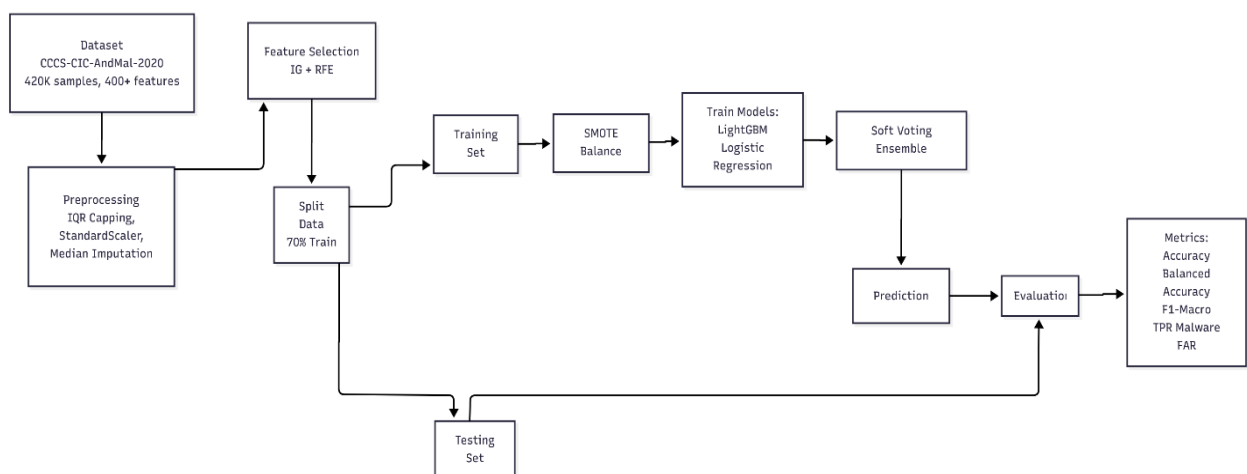 Dataset
CCCS-CIC-AndMal-2020
420K samples, 400+ features
Preprocessing
IQR Capping,
StandardScaler,
Median Imputation
Feature Selection
IG + RFE
Split
Data
70% Train
Training
Set
SMOTE
Balance
Train Models:
LightGBM
Logistic
Regression
Soft Voting
Ensemble
Prediction
Evaluation
Metrics:
Accuracy
Balanced
Accuracy
F1-Macro
TPR Malware
FAR
Testing
Set